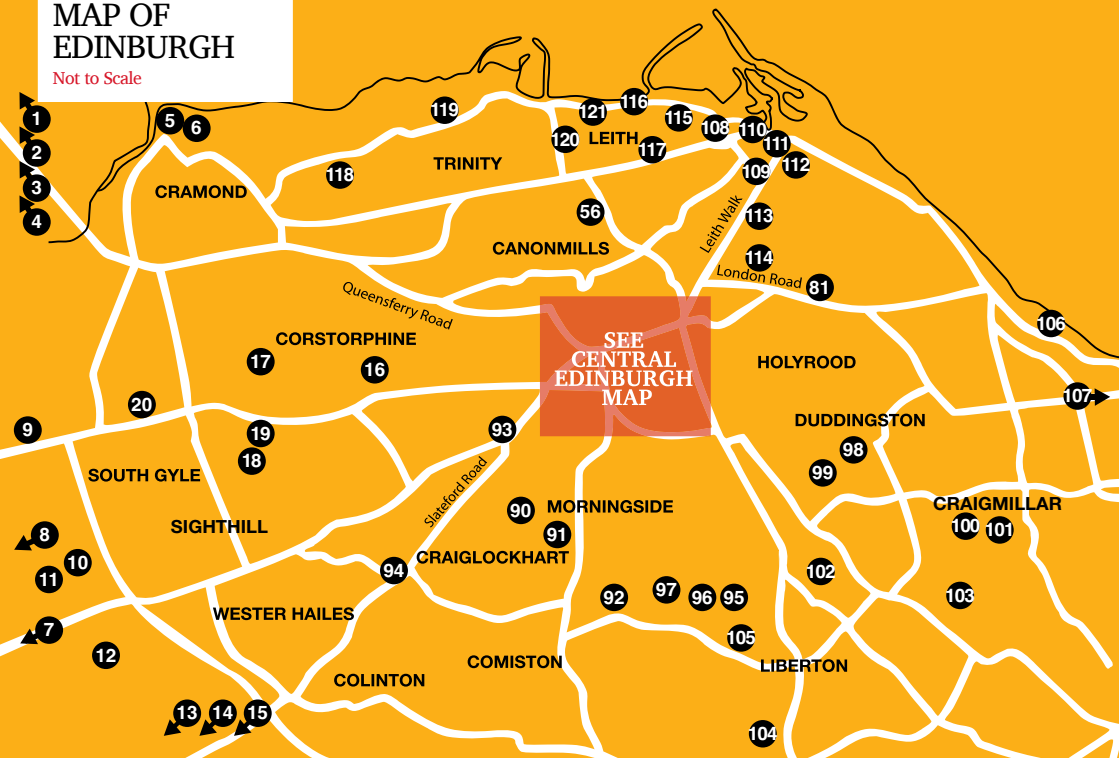 MAP OF
EDINBURGH
Not to Scale
1
2
3
4
5
6
119
118
TRINITY
CRAMOND
121
116
115
108
110
111
120
LEITH
117
109
112
56
113
Leith Walk
CANONMILLS
114
London Road
81
Queensferry Road
106
CORSTORPHINE
17
16
SEE
CENTRAL
EDINBURGH
MAP
HOLYROOD
107
20
9
19
18
93
DUDDINGSTON
98
99
SOUTH GYLE
SIGHTHILL
Slateford Road
90
MORNINGSIDE
91
CRAIGLOCKHART
CRAIGMILLAR
100
101
8
10
11
94
102
103
7
12
WESTER HAILES
92
97
96
95
105
COMISTON
LIBERTON
COLINTON
13
14
15
104